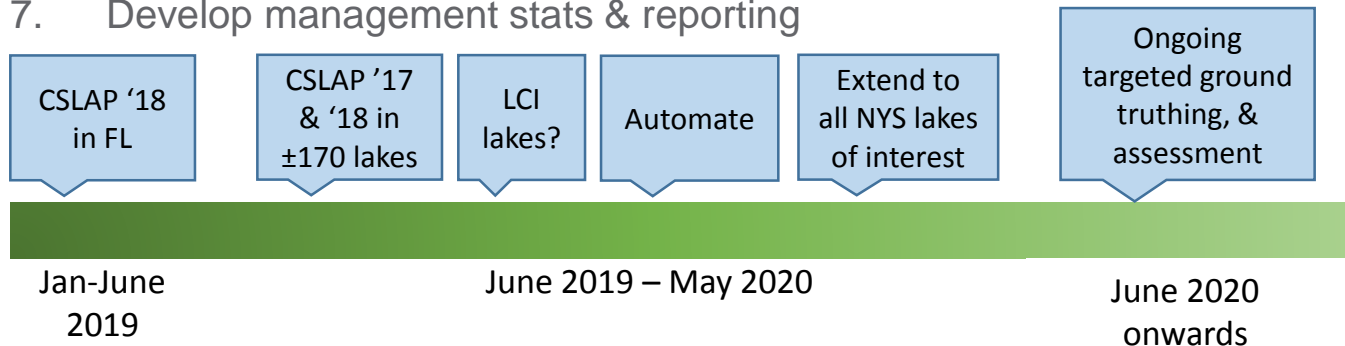 7. Develop management stats & reporting
CSLAP ‘18
in FL
CSLAP ’17
& ‘18 in
±170 lakes
LCI
lakes?
Automate
Extend to
all NYS lakes
of interest
Ongoing
targeted ground
truthing, &
assessment
Jan-June
2019
June 2019 – May 2020
June 2020
onwards